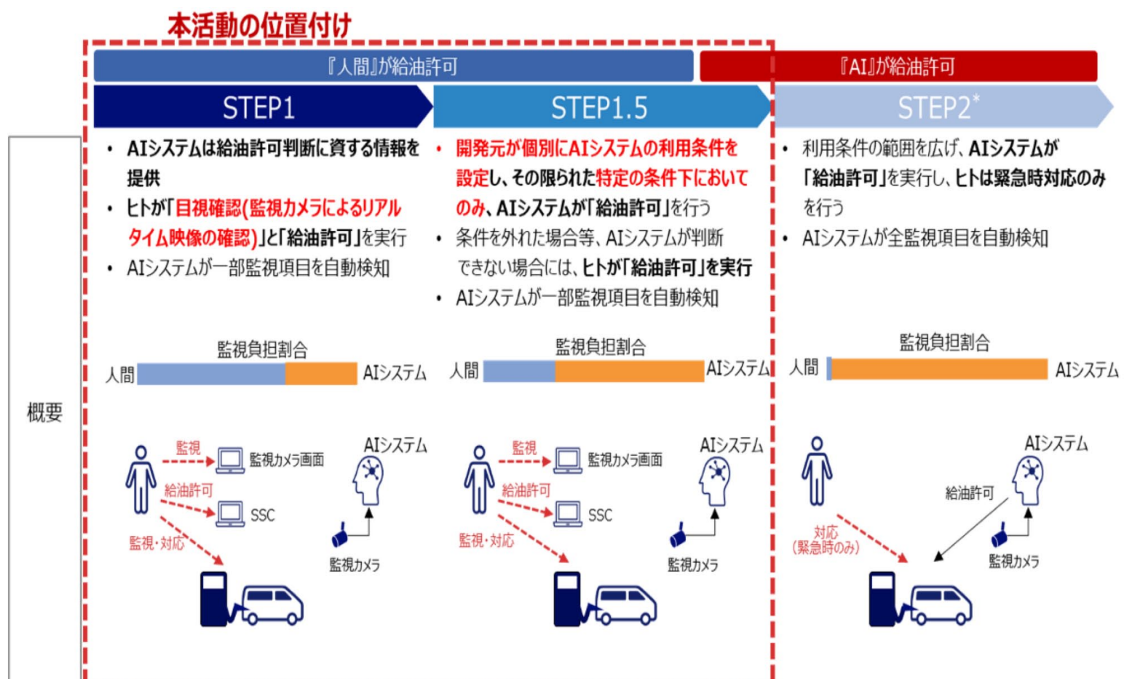 本活動の位置付け
『人間』が給油許可
『AI』が給油許可
STEP1
STEP1.5
STEP2*
概要
• AIシステムは給油許可判断に資する情報を
提供
• ヒトが「目視確認(監視カメラによるリアル
タイム映像の確認)」と「給油許可」を実行
• AIシステムが一部監視項目を自動検知
• 開発元が個別にAIシステムの利用条件を
設定し、その限られた特定の条件下において
のみ、AIシステムが「給油許可」を行う
• 条件を外れた場合等、AIシステムが判断
できない場合には、ヒトが「給油許可」を実行
• AIシステムが一部監視項目を自動検知
• 利用条件の範囲を広げ、AIシステムが
「給油許可」を実行し、ヒトは緊急時対応のみ
を行う
• AIシステムが全監視項目を自動検知
監視負担割合
人間
AIシステム
監視負担割合
人間
AIシステム
監視負担割合
人間
AIシステム
監視
監視カメラ画面
AIシステム
給油許可
SSC
監視・対応
監視カメラ
監視
監視カメラ画面
AIシステム
給油許可
SSC
監視・対応
監視カメラ
AIシステム
給油許可
対応
(緊急時のみ)
監視カメラ